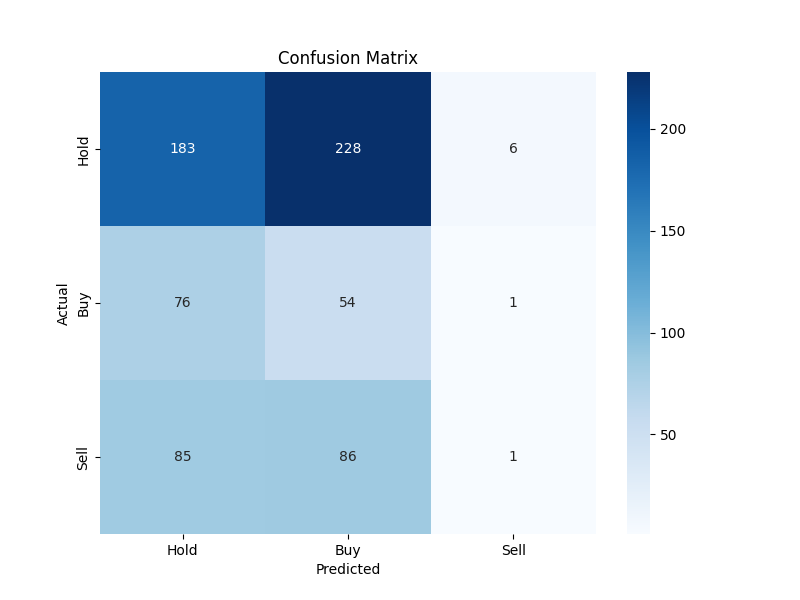 Confusion Matrix
Hold
183
228
6
Actual
Buy
76
54
1
Sell
85
86
1
Hold
Buy
Sell
Predicted
200
150
100
50